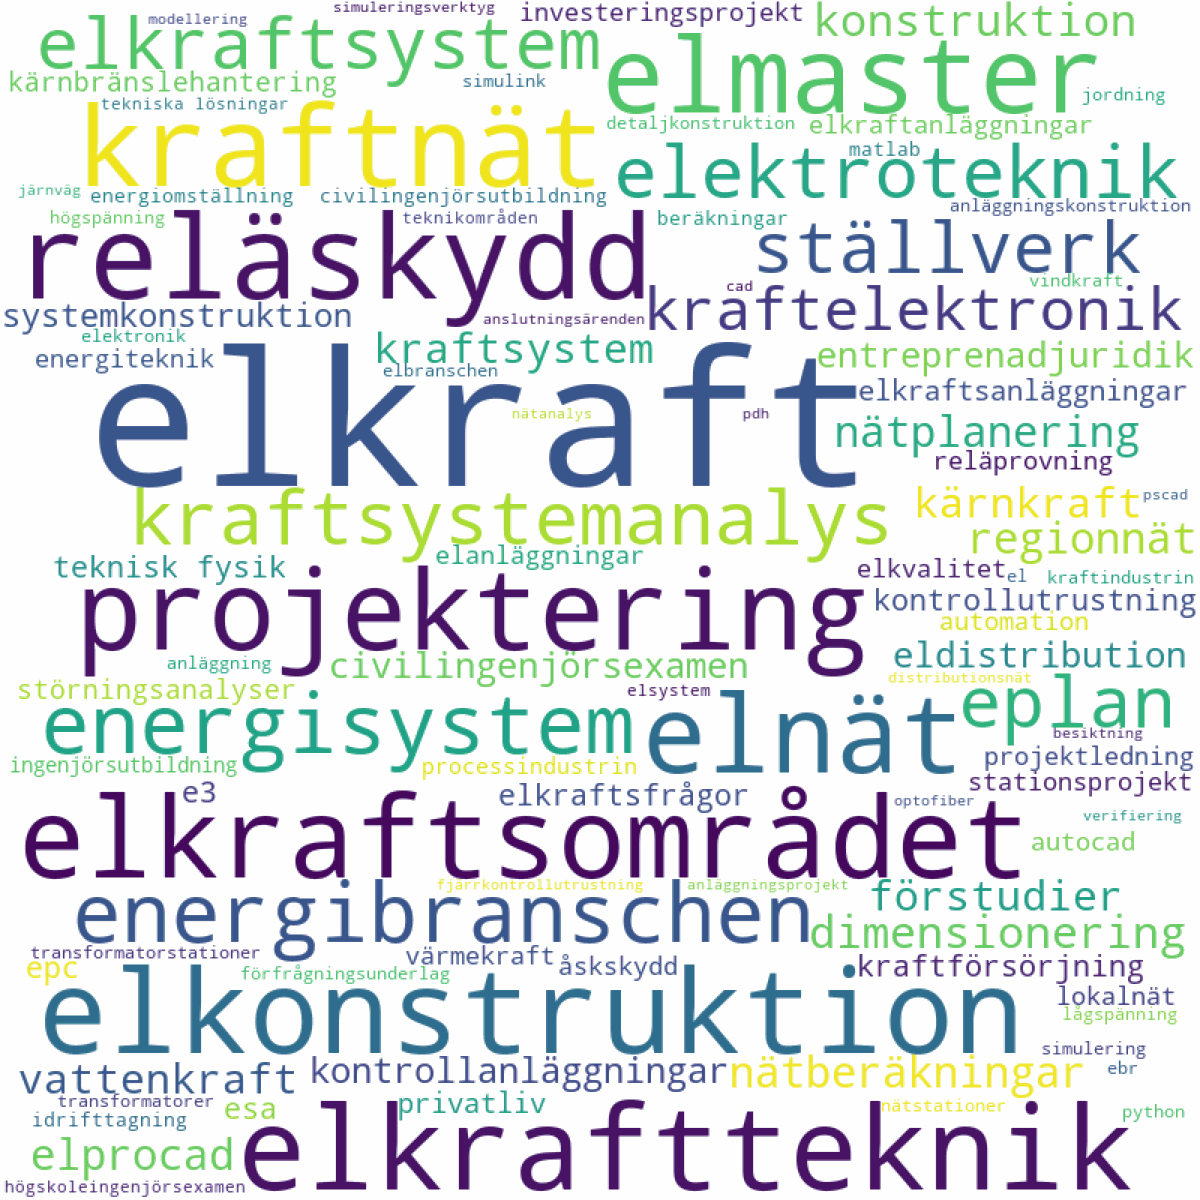 modellering
simuleringsverktyg
investeringsprojekt
konstruktion
elkraftsystem
elmaster
kärnbränslehantering
simulink
jordning
tekniska lösningar
kraftnät
detaljkonstruktion
elkraftanläggningar
matlab
elektroteknik
järnväg
energiomställning
civilingenjörsutbildning
anläggningskonstruktion
högspänning
teknikområden
beräkningar
reläskydd
ställverk
vindkraft
cad
kraftelektronik
systemkonstruktion
anslutningsärenden
elektronik
kraftsystem
energiteknik
entreprenadjuridik
elbranschen
elkraft
elkraftsanläggningar
nätanalys
pdh
nätplanering
reläprovning
kraftsystemanalys
kärnkraft
pscad
regionnät
elanläggningar
teknisk fysik
elkvalitet
el
kraftindustrin
projektering
kontrollutrustning
automation
anläggning
civilingenjörsexamen
eldistribution
distributionsnät
störningsanalyser
elsystem
energisystem
elnät
eplan
besiktning
ingenjörsutbildning
processindustrin
projektledning
stationsprojekt
e3
elkraftsfrågor
optofiber
elkraftsområdet
verifiering
autocad
fjärrkontrollutrustning
anläggningsprojekt
energibranschen
förstudier
dimensionering
transformatorstationer
värmekraft
åskskydd
epc
förfrågningsunderlag
kraftförsörjning
elkonstruktion
lokalnät
lågspänning
simulering
vattenkraft
kontrollanläggningar
nätberäkningar
ebr
transformatorer
esa
privatliv
nätstationer
python
idrifttagning
elkraftteknik
elprocad
högskoleingenjörsexamen